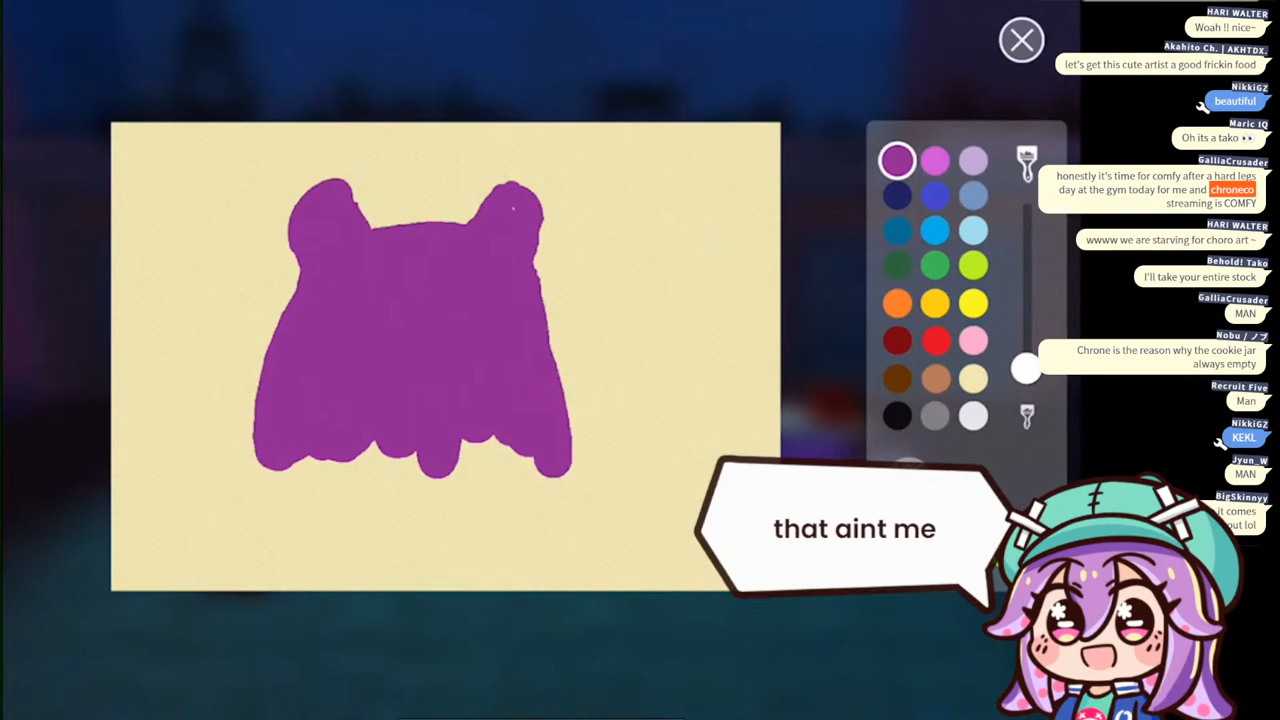 HARI WALTER
Woah !! nice~
Akahito Ch. | AKHTDX.
let's get this cute artist a good frickin food
NikkiGZ
beautiful
Maric IQ
Oh its a tako 👀
GalliaCrusader
honestly it's time for comfy after a hard legs
day at the gym today for me and chroneco
streaming is COMFY
HARI WALTER
wwww we are starving for choro art ~
Behold! Tako
I'll take your entire stock
GalliaCrusader
MAN
Nobu / ノブ
Chrone is the reason why the cookie jar
always empty
Recruit Five
Man
NikkiGZ
KEKL
Jyun_W
MAN
BigSkinnyy
it comes
out lol
that aint me